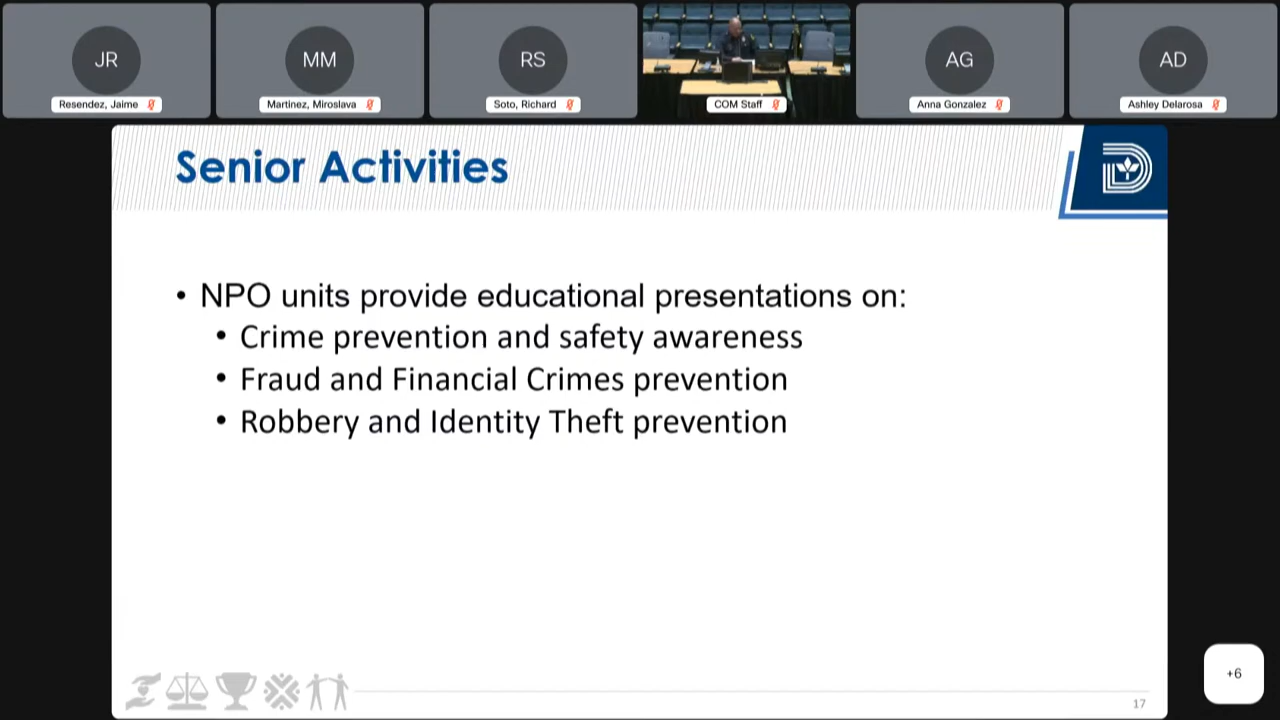 JR
MM
RS
AG
AD
Resendez, Jaime
Martinez, Miroslava
Soto, Richard
COM Staff
Anna Gonzalez
Ashley Delarosa
Senior Activities
• NPO units provide educational presentations on:
• Crime prevention and safety awareness
• Fraud and Financial Crimes prevention
• Robbery and Identity Theft prevention
+6
17